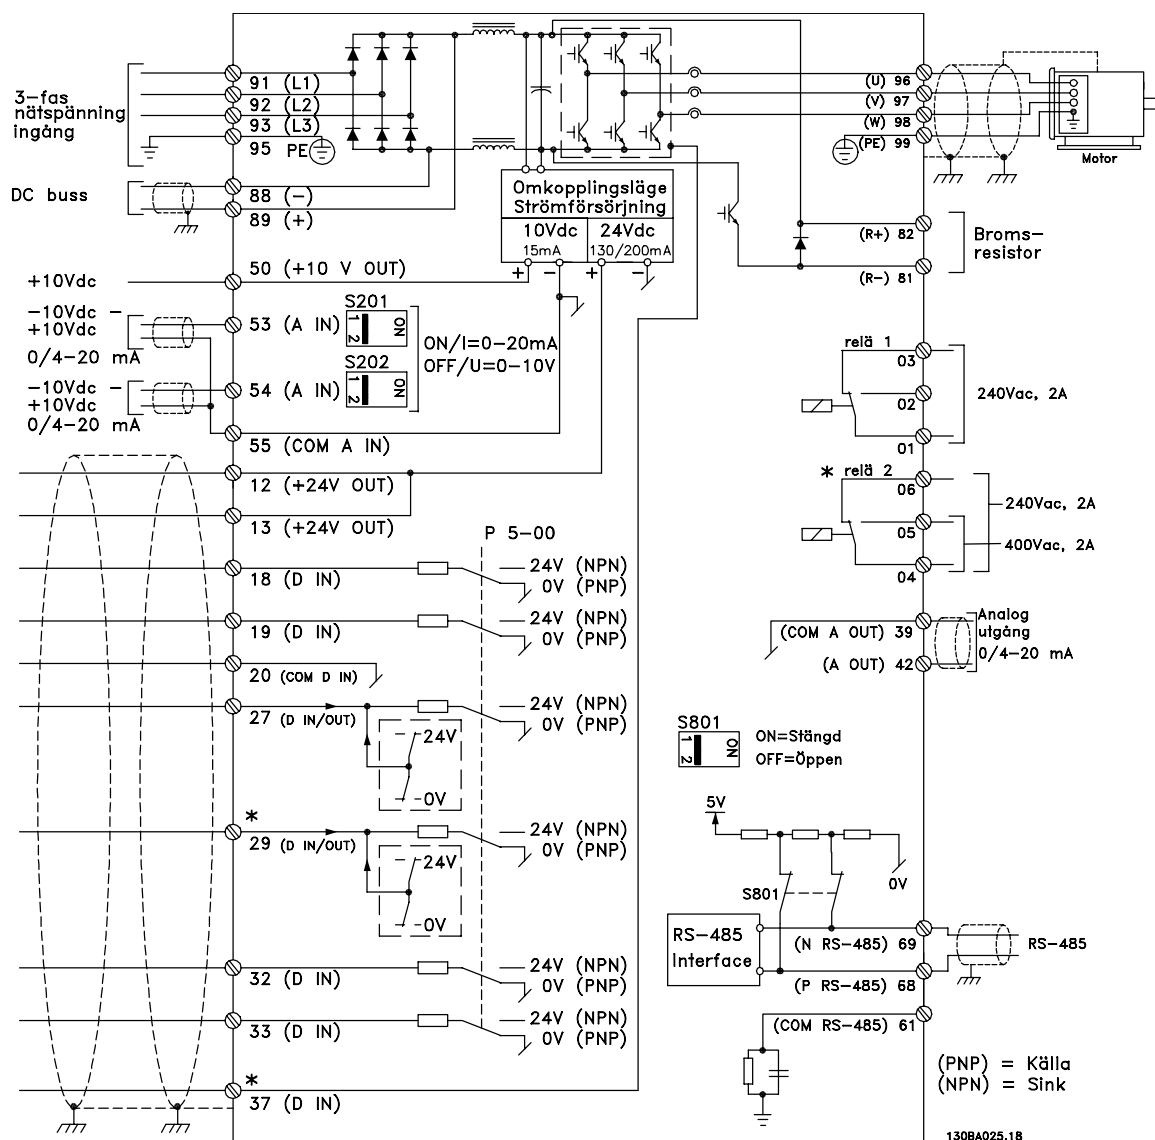 3-fas
nätspänning
ingång
91 (L1)
92 (L2)
93 (L3)
95 PE
DC buss
88 (-)
89 (+)
+10Vdc
50 (+10 V OUT)
-10Vdc -
+10Vdc
0/4-20 mA
53 (A IN)
S201
1 2
ON
ON/I=0-20mA
OFF/U=0-10V
-10Vdc -
+10Vdc
0/4-20 mA
54 (A IN)
S202
1 2
ON
55 (COM A IN)
12 (+24V OUT)
13 (+24V OUT)
P 5-00
18 (D IN)
24V (NPN)
0V (PNP)
19 (D IN)
24V (NPN)
0V (PNP)
20 (COM D IN)
27 (D IN/OUT)
24V (NPN)
0V (PNP)
24V
0V
*
29 (D IN/OUT)
24V (NPN)
0V (PNP)
24V
0V
32 (D IN)
24V (NPN)
0V (PNP)
33 (D IN)
24V (NPN)
0V (PNP)
*
37 (D IN)
Omkopplingsläge
Strömförsörjning
10Vdc
15mA
24Vdc
130/200mA
+ - + -
(U) 96
(V) 97
(W) 98
(PE) 99
Motor
(R+) 82
(R-) 81
Broms-
resistor
relä 1
03
02
01
240Vac, 2A
* relä 2
06
05
04
240Vac, 2A
400Vac, 2A
(COM A OUT) 39
(A OUT) 42
Analog
utgång
0/4-20 mA
S801
1 2
ON
ON=Stängd
OFF=Öppen
5V
0V
S801
RS-485
Interface
(N RS-485) 69
(P RS-485) 68
RS-485
(COM RS-485) 61
(PNP) = Källa
(NPN) = Sink
130BA025.18